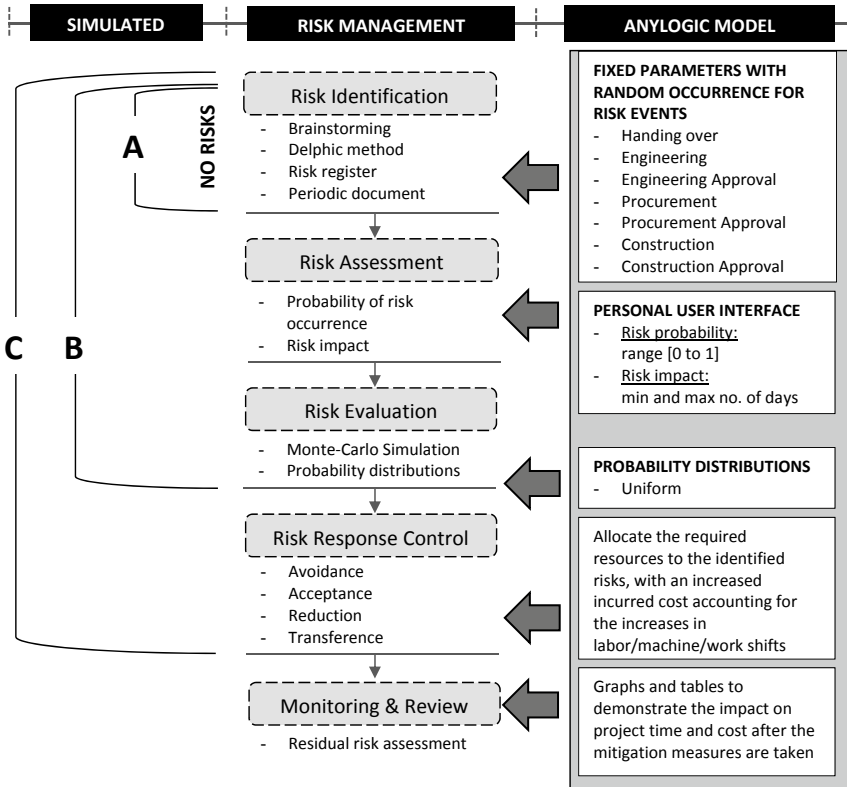 SIMULATED
RISK MANAGEMENT
ANYLOGIC MODEL
C
B
A
NO RISKS
Risk Identification
- Brainstorming
- Delphic method
- Risk register
- Periodic document
FIXED PARAMETERS WITH
RANDOM OCCURRENCE FOR
RISK EVENTS
- Handing over
- Engineering
- Engineering Approval
- Procurement
- Procurement Approval
- Construction
- Construction Approval
Risk Assessment
- Probability of risk
occurrence
- Risk impact
PERSONAL USER INTERFACE
- Risk probability:
range [0 to 1]
- Risk impact:
min and max no. of days
Risk Evaluation
- Monte-Carlo Simulation
- Probability distributions
PROBABILITY DISTRIBUTIONS
- Uniform
Risk Response Control
- Avoidance
- Acceptance
- Reduction
- Transference
Allocate the required
resources to the identified
risks, with an increased
incurred cost accounting for
the increases in
labor/machine/work shifts
Monitoring & Review
- Residual risk assessment
Graphs and tables to
demonstrate the impact on
project time and cost after the
mitigation measures are taken